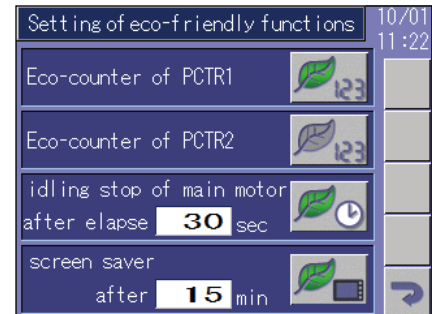 Setting of eco-friendly functions
10/01
11:22
Eco-counter of PCTR1
123
Eco-counter of PCTR2
123
idling stop of main motor
after elapse 30 sec
screen saver
after 15 min